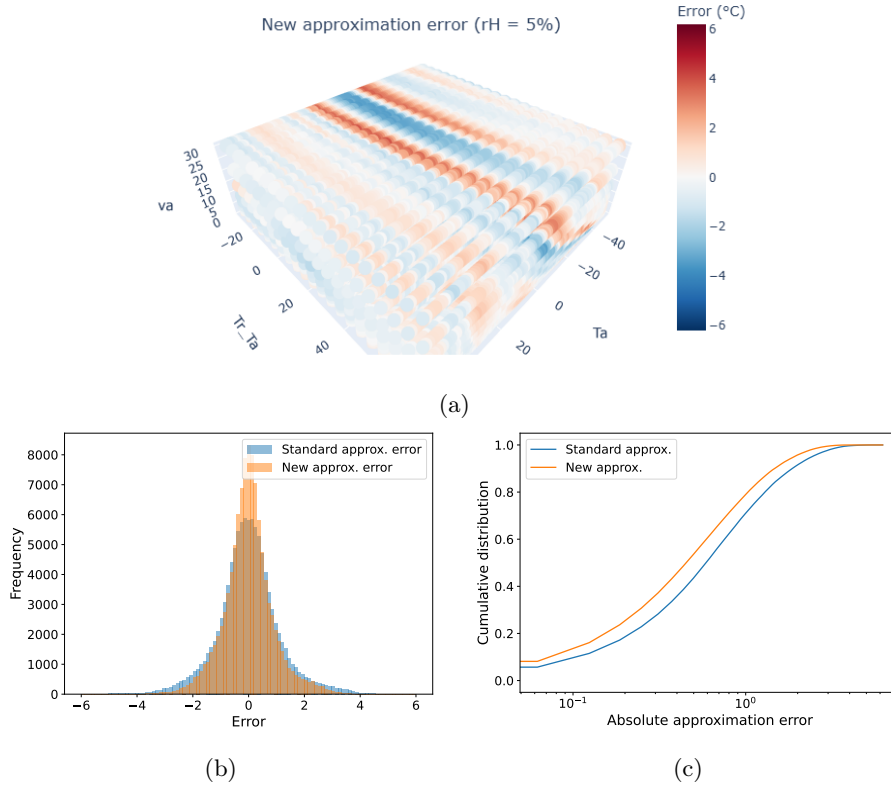 New approximation error (rH = 5%)
Error (°C)
6
4
2
0
−2
−4
−6
30
25
20
15
10
5
0
va
−20
0
20
40
Tr_Ta
−40
−20
0
20
Ta
(a)
8000
7000
6000
5000
4000
3000
2000
1000
0
Frequency
Standard approx. error
New approx. error
−6 −4 −2 0 2 4 6
Error
(b)
1.0
0.8
0.6
0.4
0.2
0.0
Cumulative distribution
Standard approx.
New approx.
10⁻¹ 10⁰
Absolute approximation error
(c)